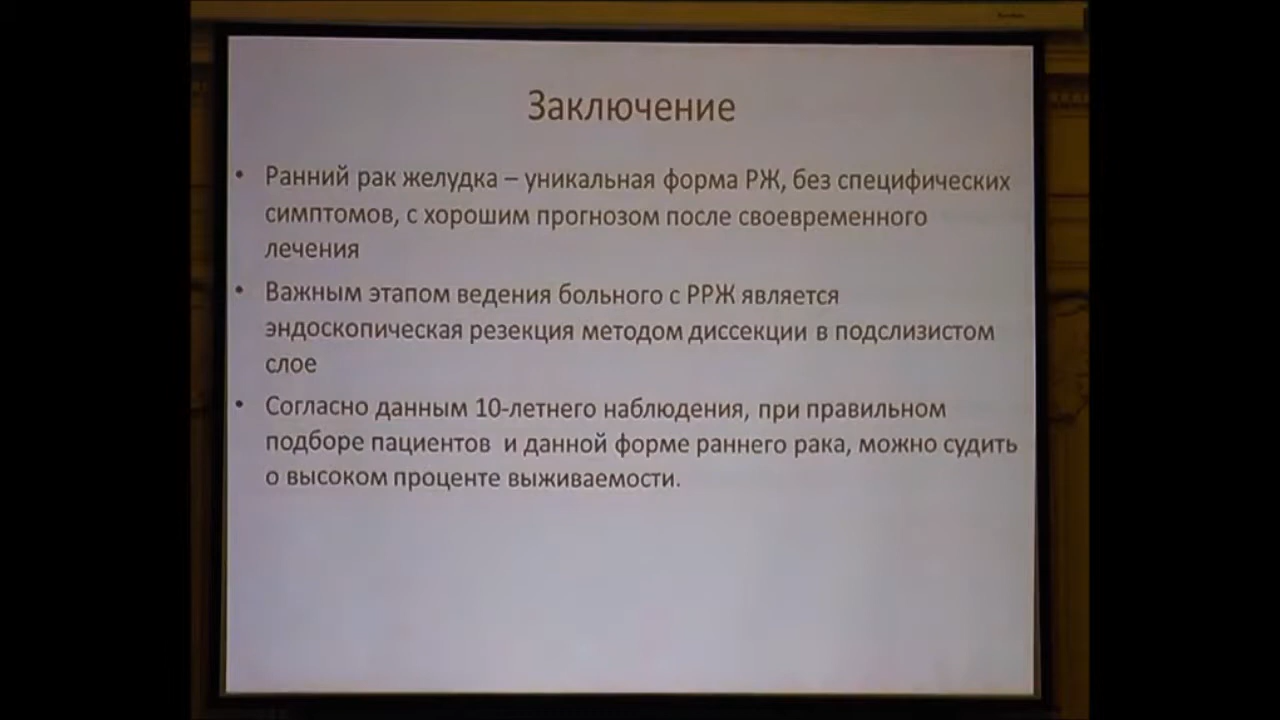 Заключение
• Ранний рак желудка – уникальная форма РЖ, без специфических
симптомов, с хорошим прогнозом после своевременного
лечения
• Важным этапом ведения больного с РРЖ является
эндоскопическая резекция методом диссекции в подслизистом
слое
• Согласно данным 10-летнего наблюдения, при правильном
подборе пациентов и данной форме раннего рака, можно судить
о высоком проценте выживаемости.